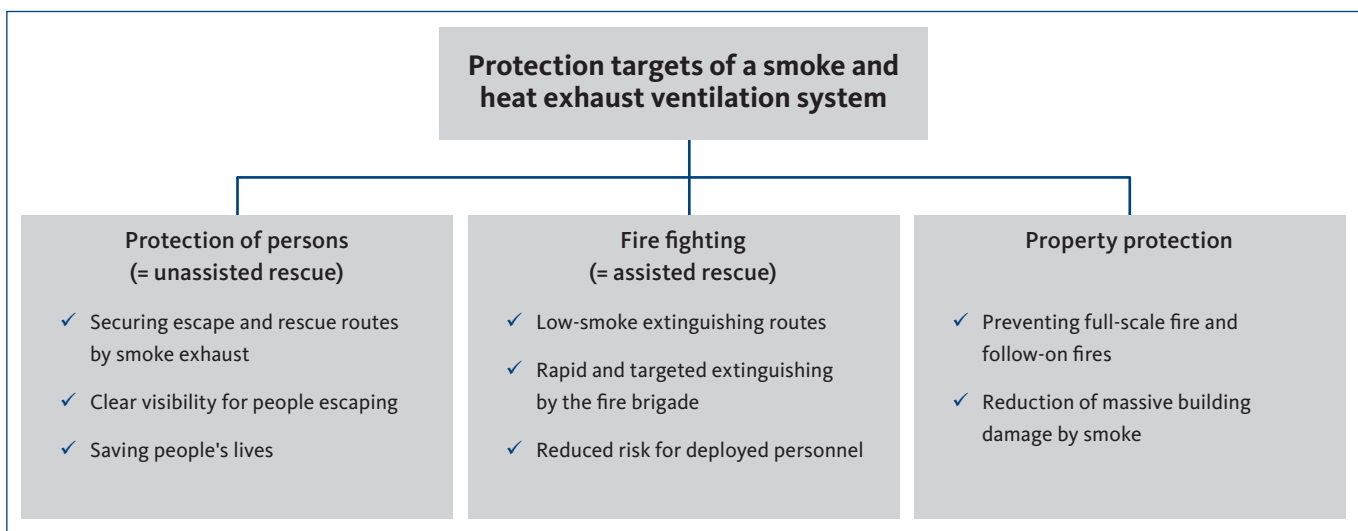 Protection targets of a smoke and
heat exhaust ventilation system
Protection of persons
(= unassisted rescue)
✓ Securing escape and rescue routes
by smoke exhaust
✓ Clear visibility for people escaping
✓ Saving people's lives
Fire fighting
(= assisted rescue)
✓ Low-smoke extinguishing routes
✓ Rapid and targeted extinguishing
by the fire brigade
✓ Reduced risk for deployed personnel
Property protection
✓ Preventing full-scale fire and
follow-on fires
✓ Reduction of massive building
damage by smoke